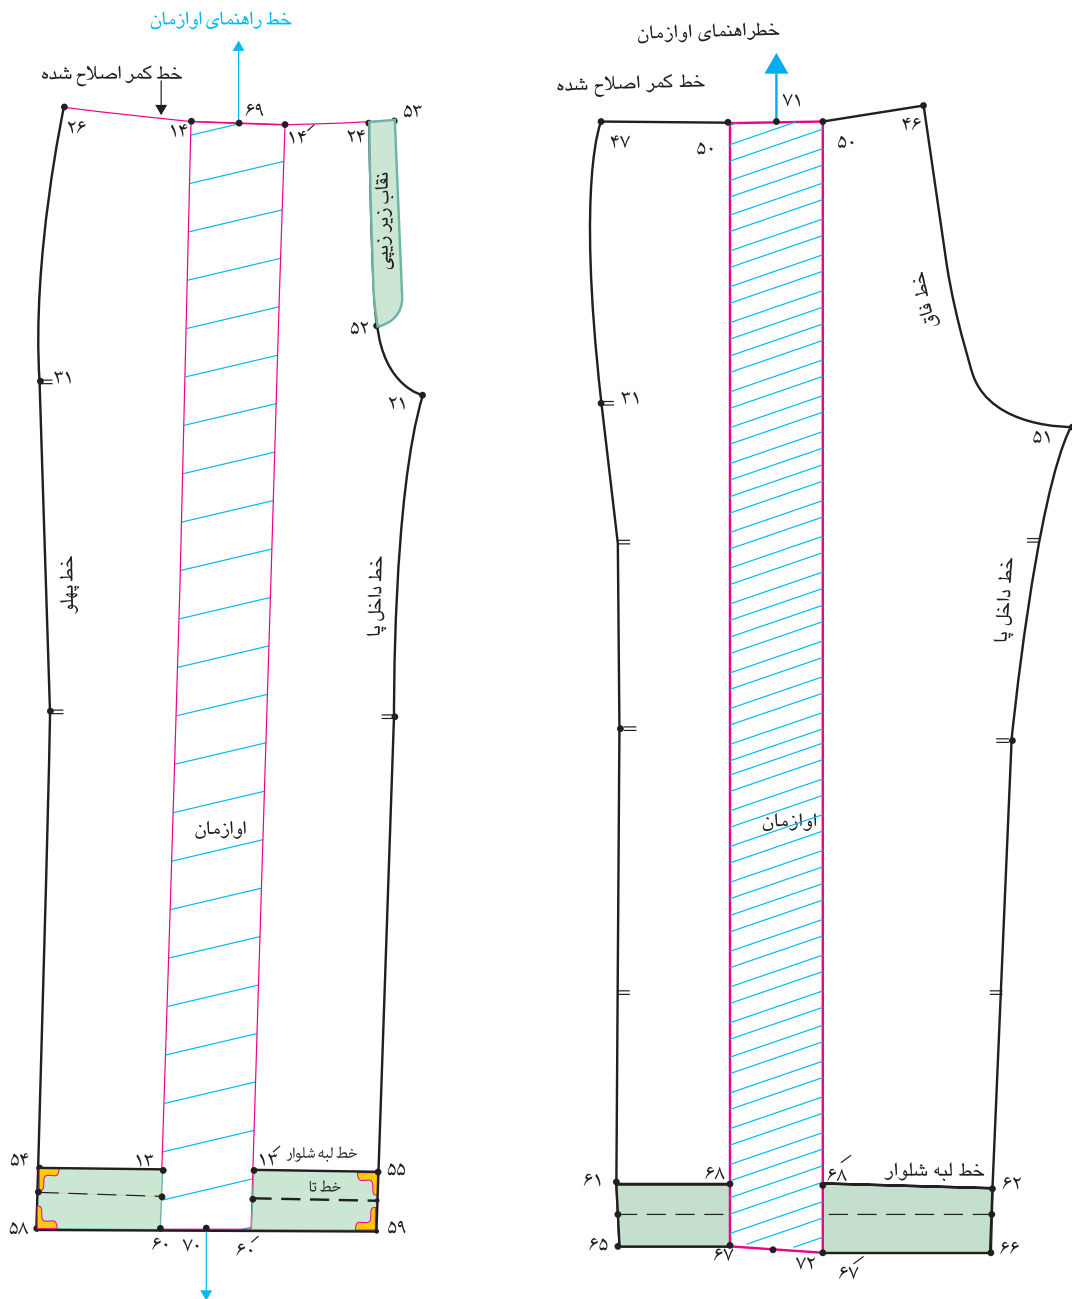 خط راهنمای اوازمان
خطراهنمای اوازمان
خط کمر اصلاح شده
خط کمر اصلاح شده
۲۶
۱۴
۶۹
۱۴′
۲۴
۵۳
۴۷
۵۰
۷۱
۵۰
۴۶
نقاب زیر زیپی
خط فاق
۵۲
۳۱
۲۱
۳۱
۵۱
خط پهلو
خط داخل پا
خط داخل پا
اوازمان
اوازمان
۵۴
۱۳
۱۳′
خط لبه شلوار
۵۵
۶۱
۶۸
۶۸′
خط لبه شلوار
۶۲
خط تا
۵۸
۶۰
۷۰
۶۰′
۵۹
۶۵
۶۷
۷۲
۶۷′
۶۶